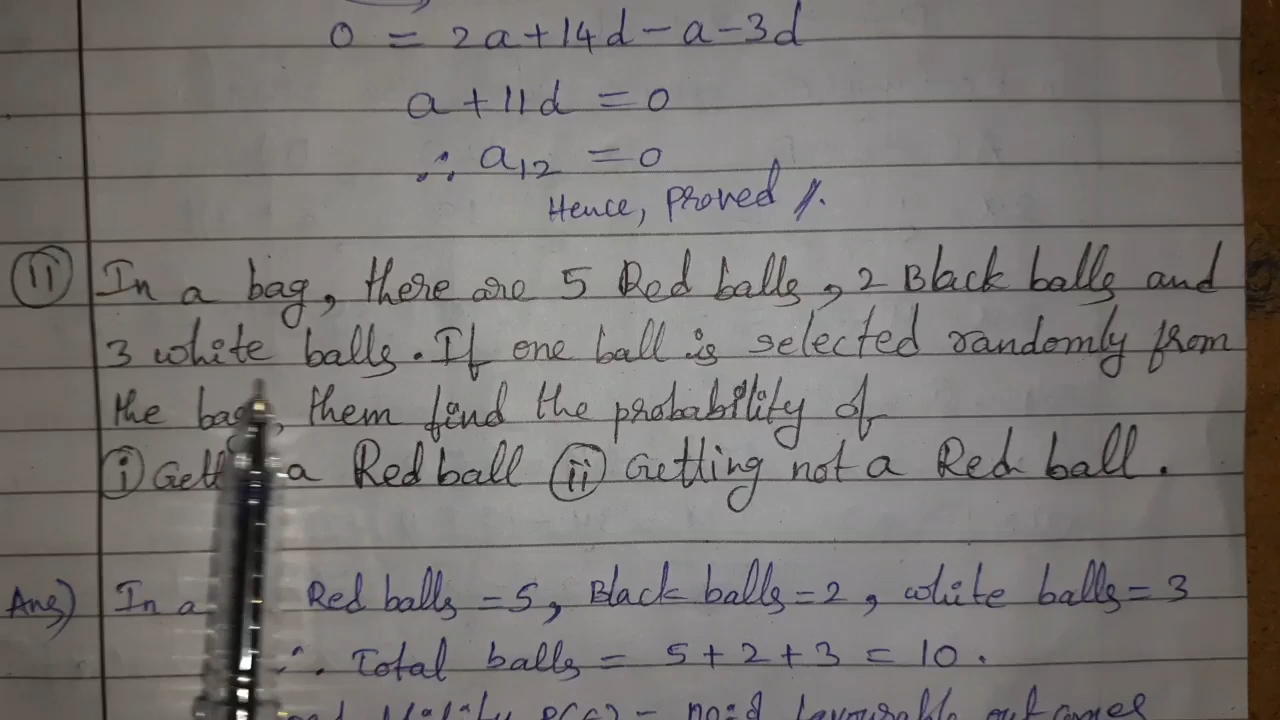 0 = 2a+14d-a-3d
a+11d = 0
∴ a12 = 0
Hence, proved
ii In a bag, there are 5 Red balls, 2 Black balls and
3 white balls. If one ball is selected randomly from
the bag, them find the probability of
i a Red ball ii Getting not a Red ball.
Ans) In a Red balls = 5, Black balls = 2, white balls = 3
∴ Total balls = 5+2+3 = 10.
favourable outcomes